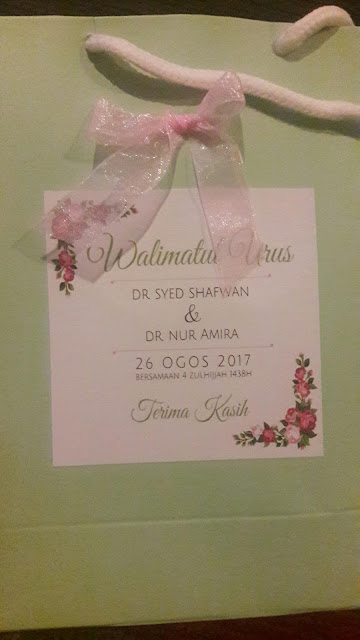 Walimatul Urus
DR SYED SHAFWAN
&
DR NUR AMIRA
26 OGOS 2017
BERSAMAAN 4 ZULHIJJAH 1438H
Terima Kasih